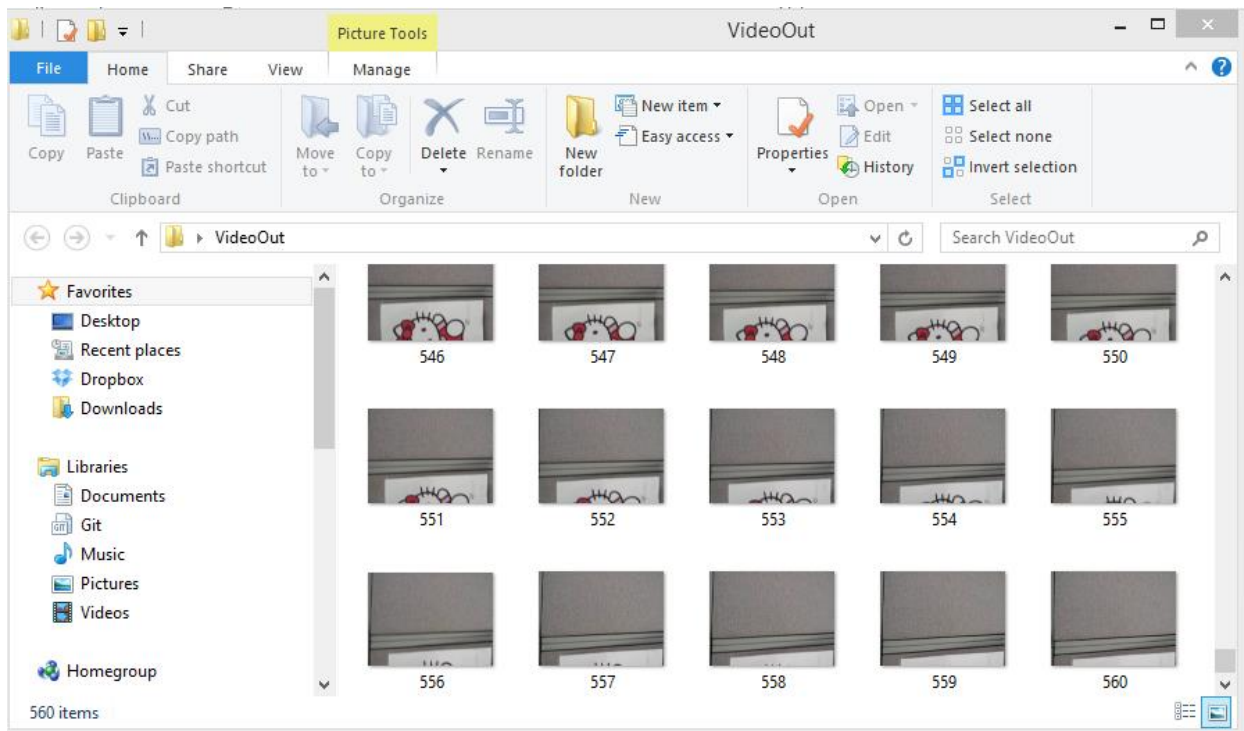 Picture Tools
VideoOut
File Home Share View Manage
Copy
Paste
Cut
Copy path
Paste shortcut
Clipboard
Move to
Copy to
Delete
Rename
Organize
New folder
New item
Easy access
New
Properties
Open
Edit
History
Open
Select all
Select none
Invert selection
Select
VideoOut
Search VideoOut
Favorites
Desktop
Recent places
Dropbox
Downloads
Libraries
Documents
Git
Music
Pictures
Videos
Homegroup
546 547 548 549 550
551 552 553 554 555
556 557 558 559 560
560 items